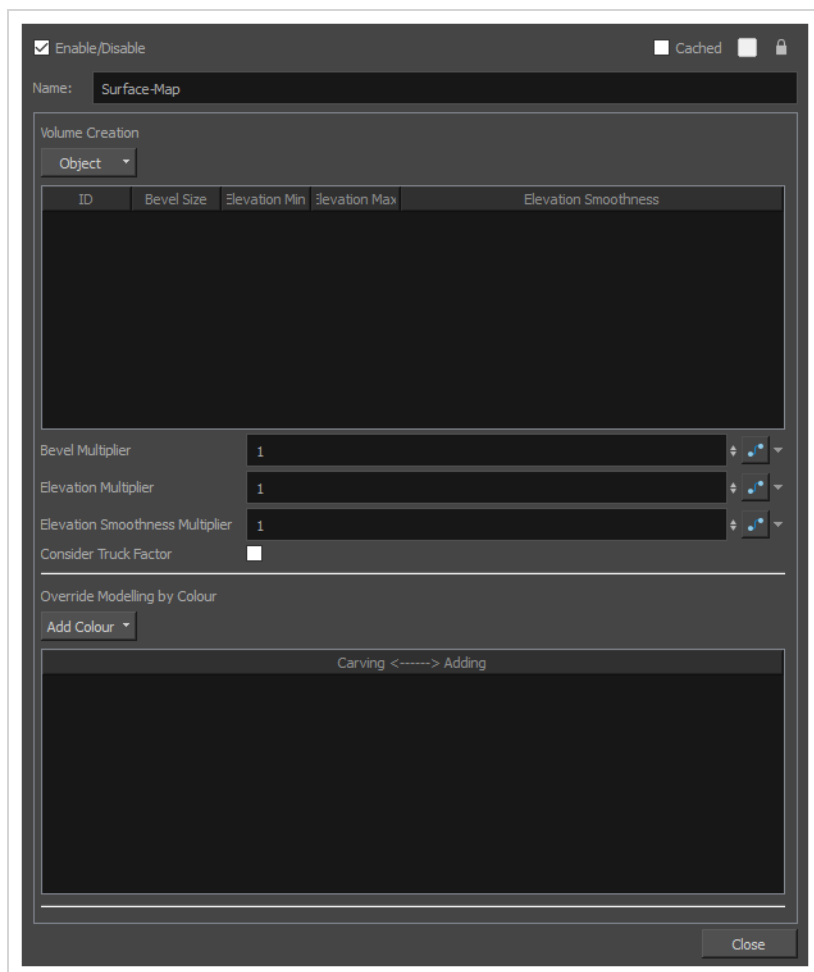 Enable/Disable Cached
Name: Surface-Map
Volume Creation
Object
ID Bevel Size Elevation Min Elevation Max Elevation Smoothness
Bevel Multiplier 1
Elevation Multiplier 1
Elevation Smoothness Multiplier 1
Consider Truck Factor
Override Modelling by Colour
Add Colour
Carving <------> Adding
Close